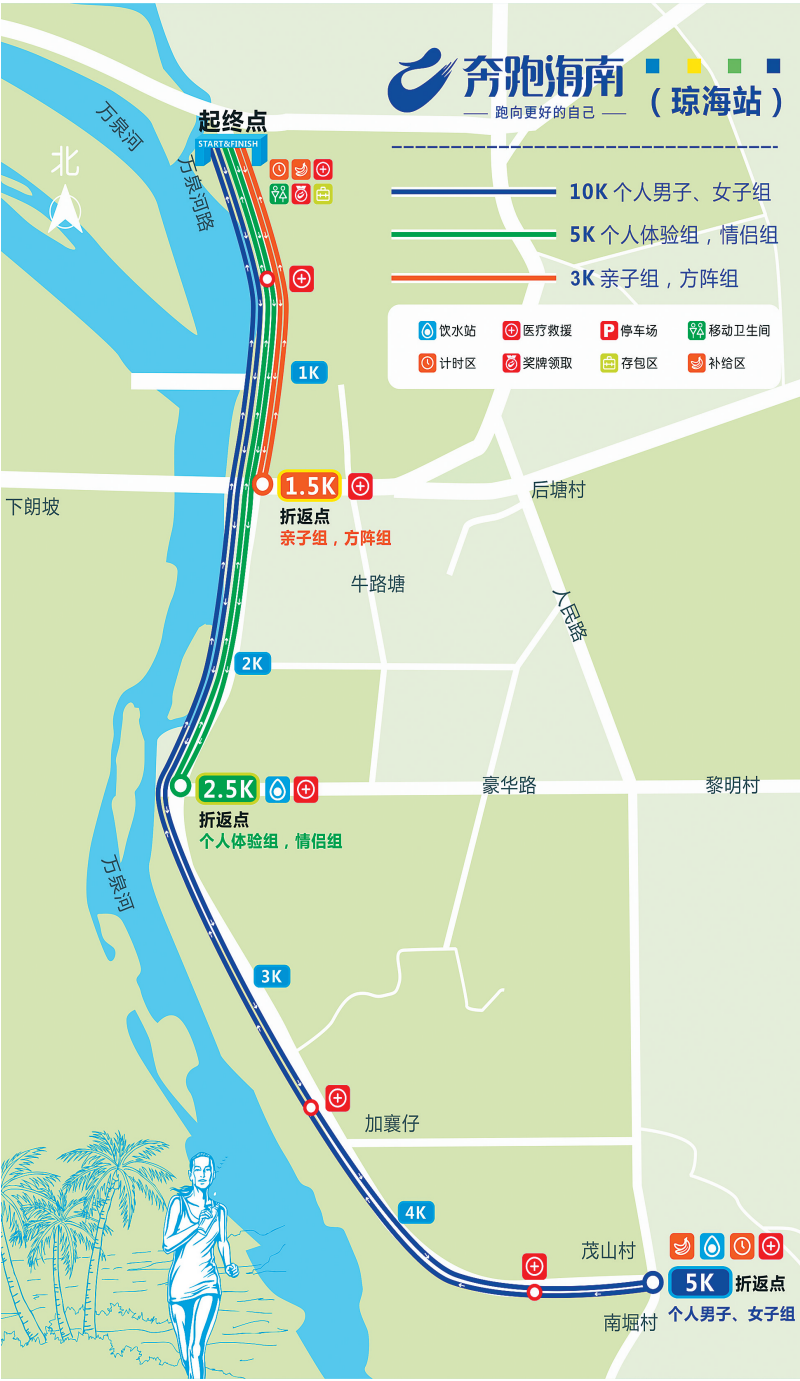 奔跑海南
跑向更好的自己
（琼海站）
10K 个人男子、女子组
5K 个人体验组，情侣组
3K 亲子组，方阵组
饮水站
医疗救援
P
停车场
移动卫生间
计时区
奖牌领取
存包区
补给区
起终点
START&FINISH
万泉河
万泉河路
北
1K
1.5K
折返点
亲子组，方阵组
下朗坡
后塘村
牛路塘
人民路
2K
2.5K
折返点
个人体验组，情侣组
豪华路
黎明村
万泉河
3K
加襄仔
4K
茂山村
5K 折返点
个人男子、女子组
南堀村